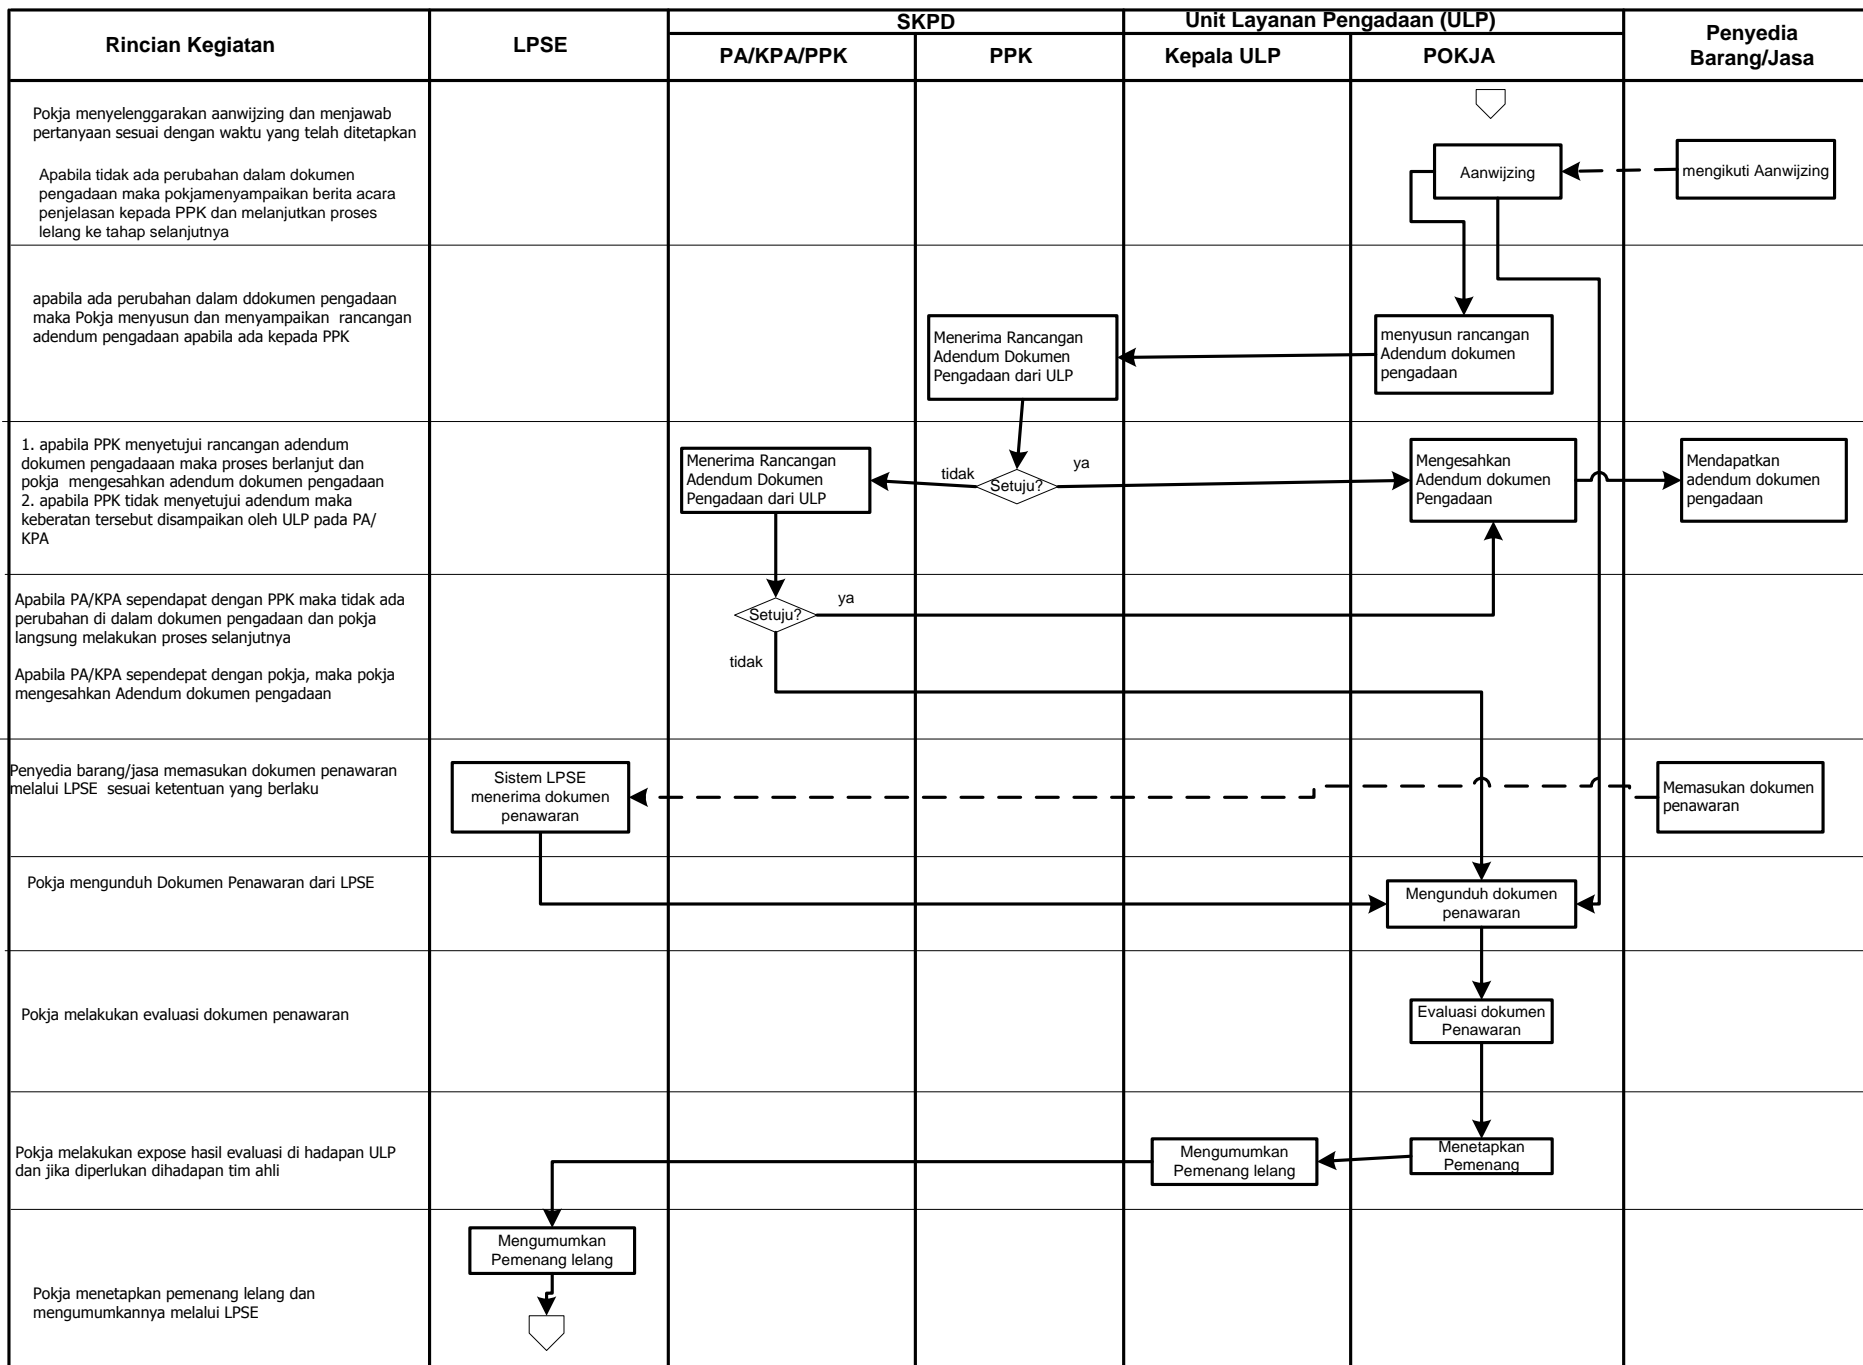 Rincian Kegiatan
LPSE
SKPD
Unit Layanan Pengadaan (ULP)
Penyedia
Barang/Jasa
PA/KPA/PPK
PPK
Kepala ULP
POKJA
Pokja menyelenggarakan aanwijzing dan menjawab
pertanyaan sesuai dengan waktu yang telah ditetapkan
Apabila tidak ada perubahan dalam dokumen
pengadaan maka pokjamenyampaikan berita acara
penjelasan kepada PPK dan melanjutkan proses
lelang ke tahap selanjutnya
Aanwijzing
mengikuti Aanwijzing
apabila ada perubahan dalam ddokumen pengadaan
maka Pokja menyusun dan menyampaikan  rancangan
adendum pengadaan apabila ada kepada PPK
Menerima Rancangan
Adendum Dokumen
Pengadaan dari ULP
menyusun rancangan
Adendum dokumen
pengadaan
1. apabila PPK menyetujui rancangan adendum
dokumen pengadaaan maka proses berlanjut dan
pokja  mengesahkan adendum dokumen pengadaan
2. apabila PPK tidak menyetujui adendum maka
keberatan tersebut disampaikan oleh ULP pada PA/
KPA
Menerima Rancangan
Adendum Dokumen
Pengadaan dari ULP
tidak
Setuju?
ya
Mengesahkan
Adendum dokumen
Pengadaan
Mendapatkan
adendum dokumen
pengadaan
Apabila PA/KPA sependapat dengan PPK maka tidak ada
perubahan di dalam dokumen pengadaan dan pokja
langsung melakukan proses selanjutnya
Apabila PA/KPA sependepat dengan pokja, maka pokja
mengesahkan Adendum dokumen pengadaan
Setuju?
ya
tidak
Penyedia barang/jasa memasukan dokumen penawaran
melalui LPSE  sesuai ketentuan yang berlaku
Sistem LPSE
menerima dokumen
penawaran
Memasukan dokumen
penawaran
Pokja mengunduh Dokumen Penawaran dari LPSE
Mengunduh dokumen
penawaran
Pokja melakukan evaluasi dokumen penawaran
Evaluasi dokumen
Penawaran
Pokja melakukan expose hasil evaluasi di hadapan ULP
dan jika diperlukan dihadapan tim ahli
Mengumumkan
Pemenang lelang
Menetapkan
Pemenang
Mengumumkan
Pemenang lelang
Pokja menetapkan pemenang lelang dan
mengumumkannya melalui LPSE